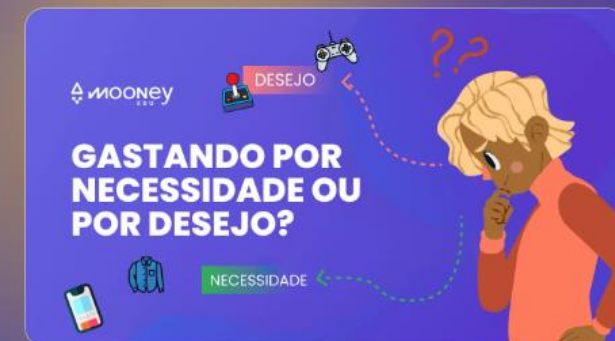 DESEJO
MOONEY
EDU
GASTANDO POR
NECESSIDADE OU
POR DESEJO?
NECESSIDADE
??